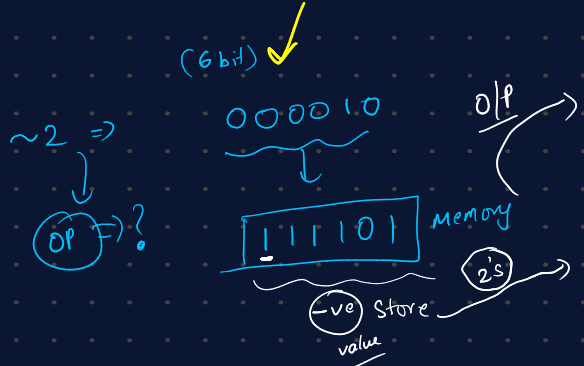 (6 bit)
000010
O/P
~2 =>
111101 Memory
OP => ?
2's
-ve Store
value